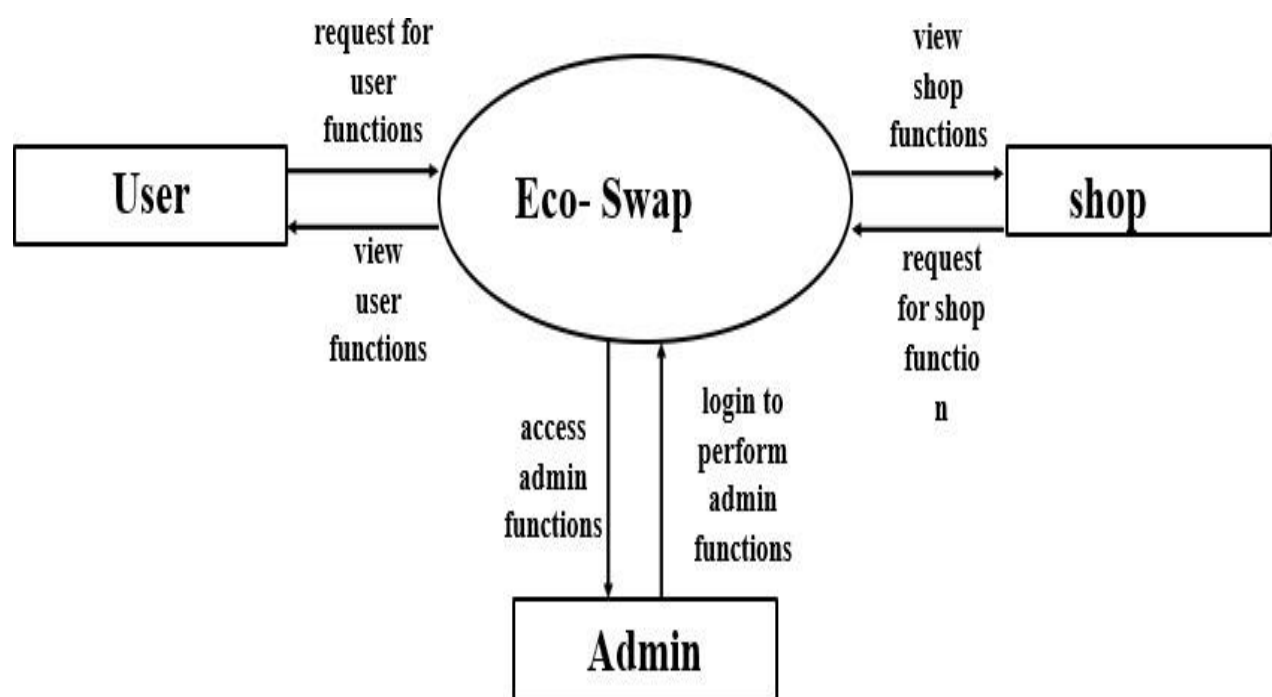 request for
user
functions
User
view
user
functions
Eco- Swap
view
shop
functions
shop
request
for shop
functio
n
access
admin
functions
login to
perform
admin
functions
Admin